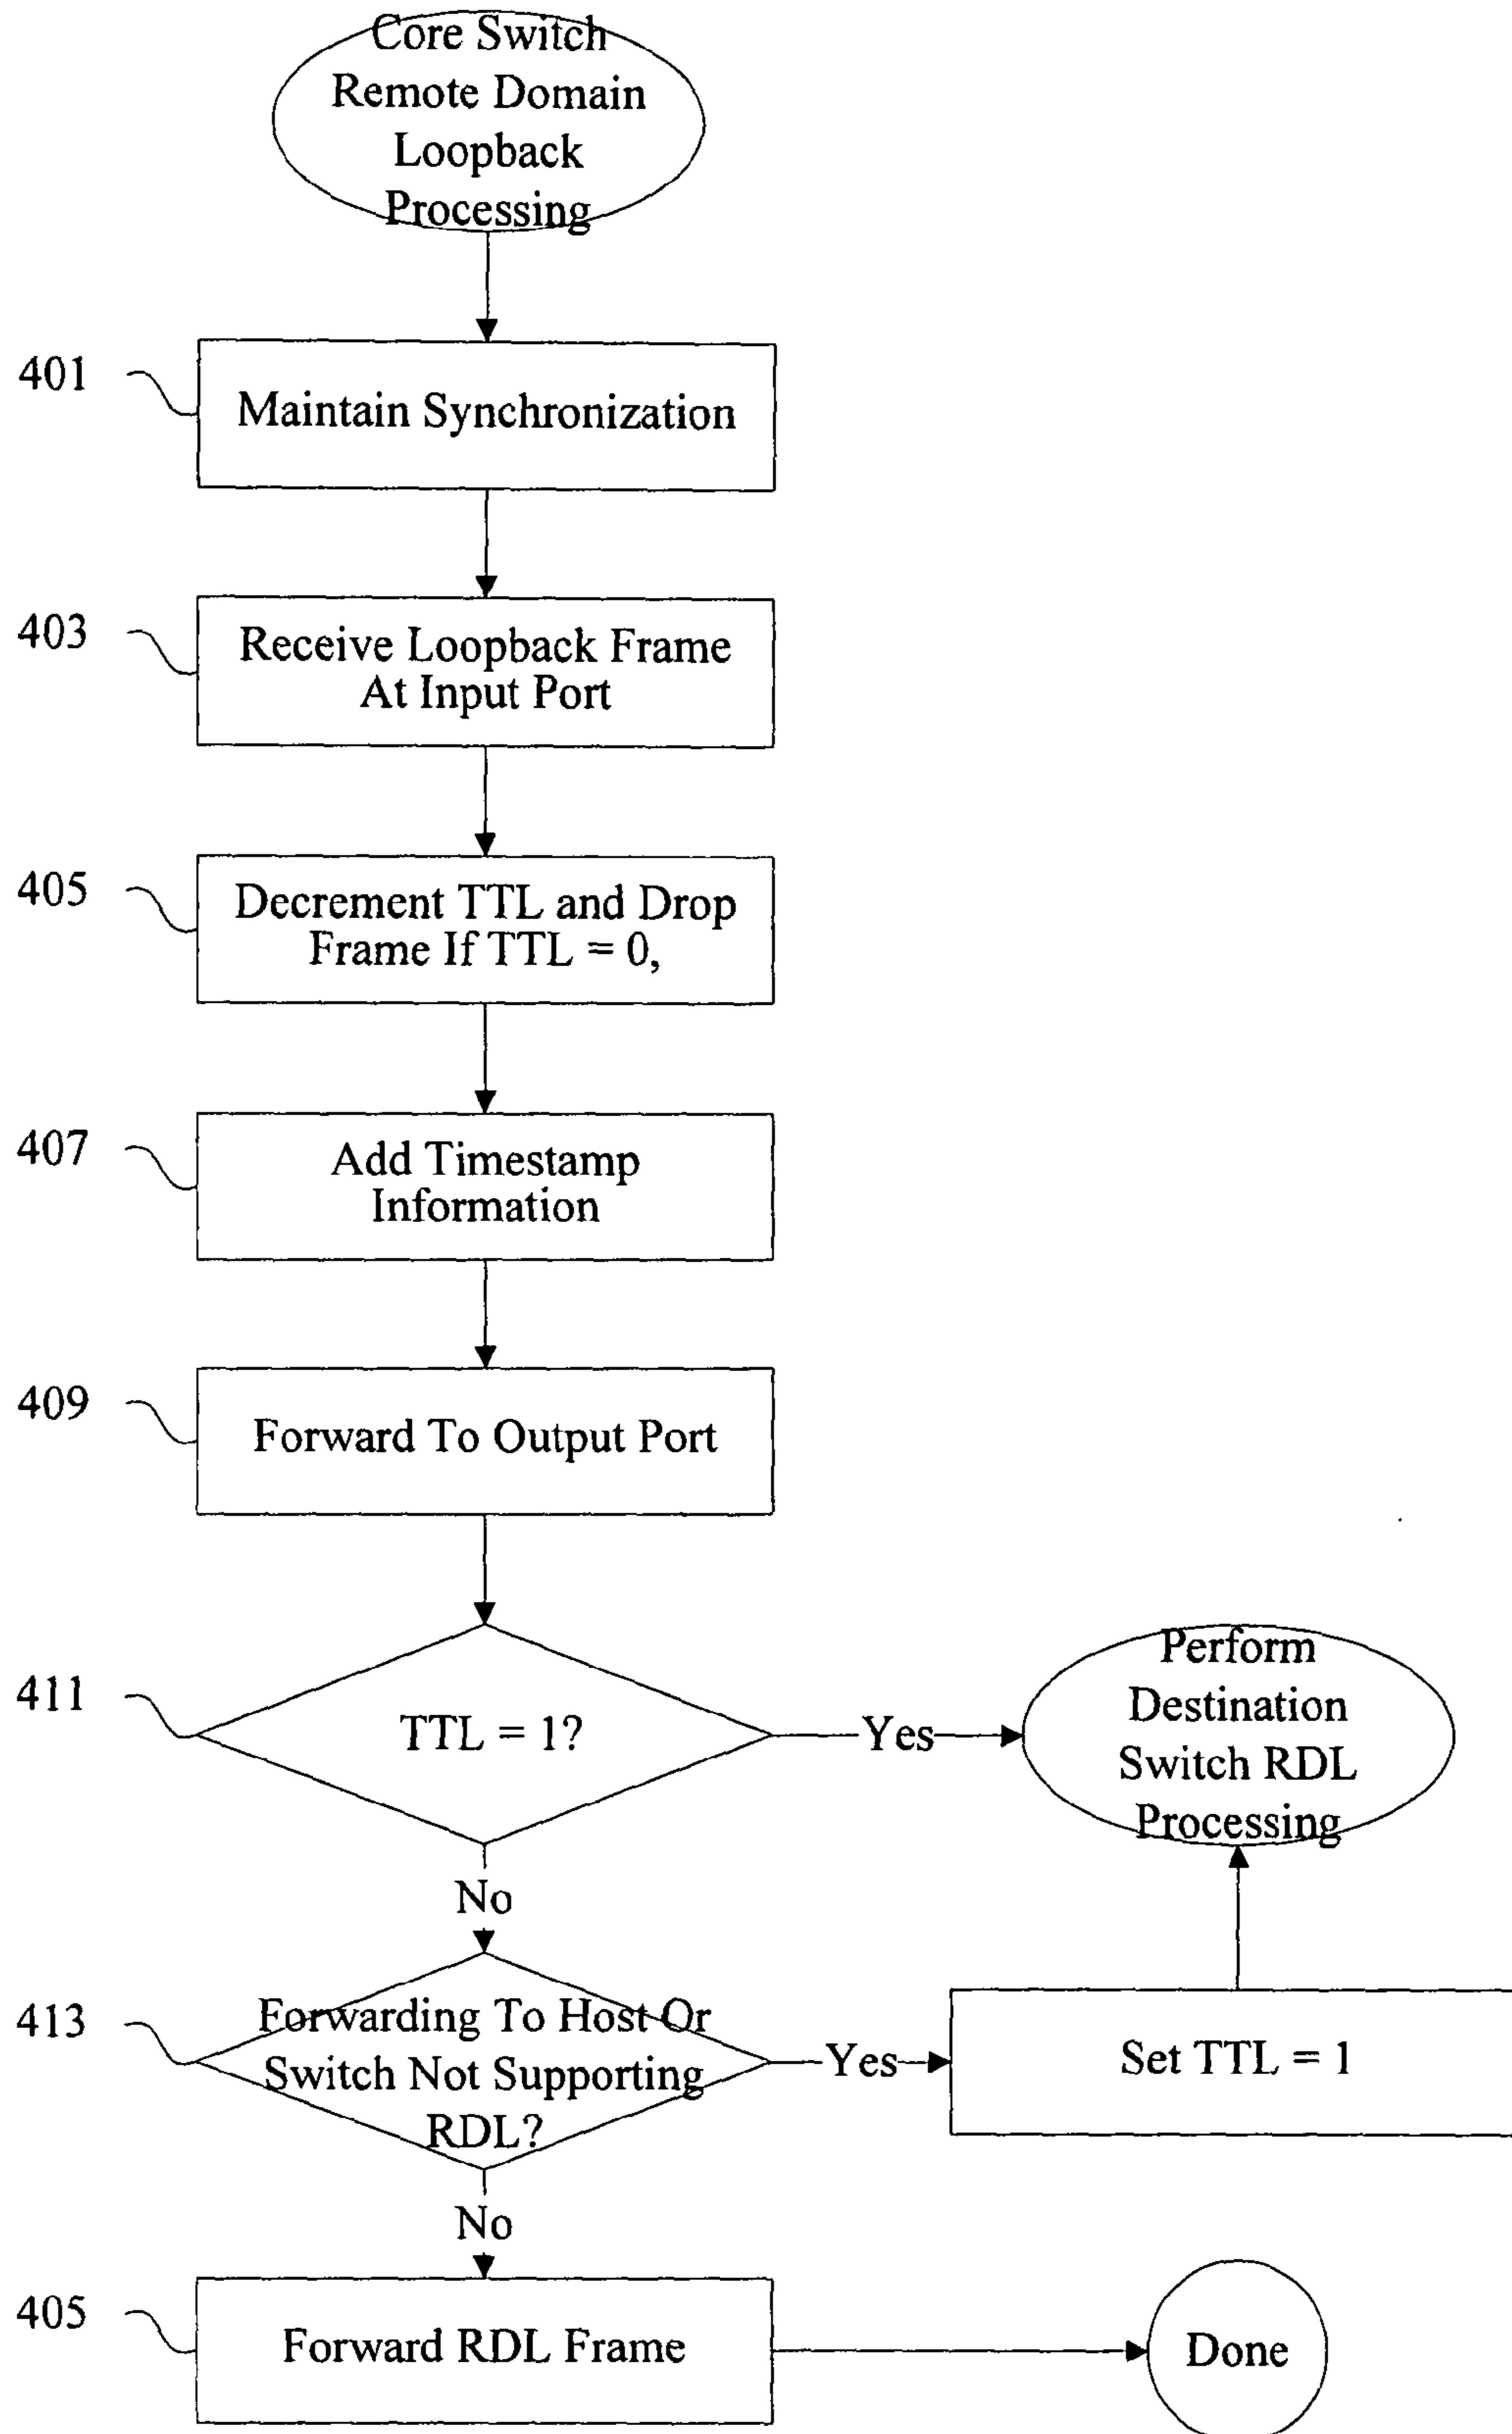 Core Switch
Remote Domain
Loopback
Processing
401
Maintain Synchronization
403
Receive Loopback Frame
At Input Port
405
Decrement TTL and Drop
Frame If TTL = 0,
407
Add Timestamp
Information
409
Forward To Output Port
411
TTL = 1?
Yes
Perform
Destination
Switch RDL
Processing
No
413
Forwarding To Host Or
Switch Not Supporting
RDL?
Yes
Set TTL = 1
No
405
Forward RDL Frame
Done